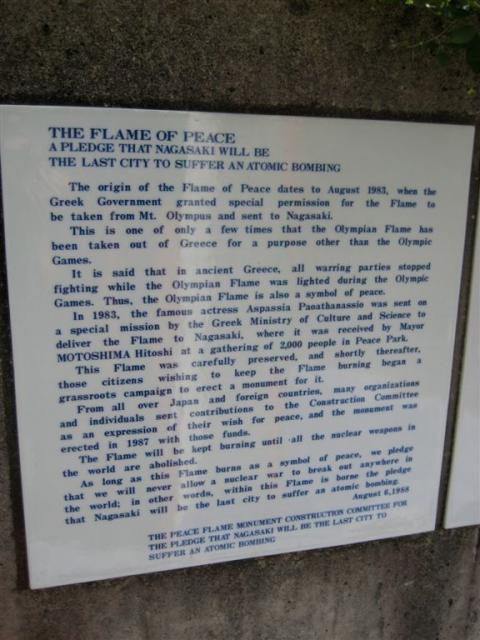 THE FLAME OF PEACE
A PLEDGE THAT NAGASAKI WILL BE
THE LAST CITY TO SUFFER AN ATOMIC BOMBING
The origin of the Flame of Peace dates to August 1983, when the
Greek Government granted special permission for the Flame to
be taken from Mt. Olympus and sent to Nagasaki.
This is one of only a few times that the Olympian Flame has
been taken out of Greece for a purpose other than the Olympic
Games.
It is said that in ancient Greece, all warring parties stopped
fighting while the Olympian Flame was lighted during the Olympic
Games. Thus, the Olympian Flame is also a symbol of peace.
In 1983, the famous actress Aspassia Paoathanassio was sent on
a special mission by the Greek Ministry of Culture and Science to
deliver the Flame to Nagasaki, where it was received by Mayor
MOTOSHIMA Hitoshi at a gathering of 2,000 people in Peace Park.
This Flame was carefully preserved, and shortly thereafter,
those citizens wishing to keep the Flame burning began a
grassroots campaign to erect a monument for it.
From all over Japan and foreign countries, many organizations
and individuals sent contributions to the Construction Committee
as an expression of their wish for peace, and the monument was
erected in 1987 with those funds.
The Flame will be kept burning until all the nuclear weapons in
the world are abolished.
As long as this Flame burns as a symbol of peace, we pledge
that we will never allow a nuclear war to break out anywhere in
the world; in other words, within this Flame is borne the pledge
that Nagasaki will be the last city to suffer an atomic bombing.
August 6,1988
THE PEACE FLAME MONUMENT CONSTRUCTION COMMITTEE FOR
THE PLEDGE THAT NAGASAKI WILL BE THE LAST CITY TO
SUFFER AN ATOMIC BOMBING